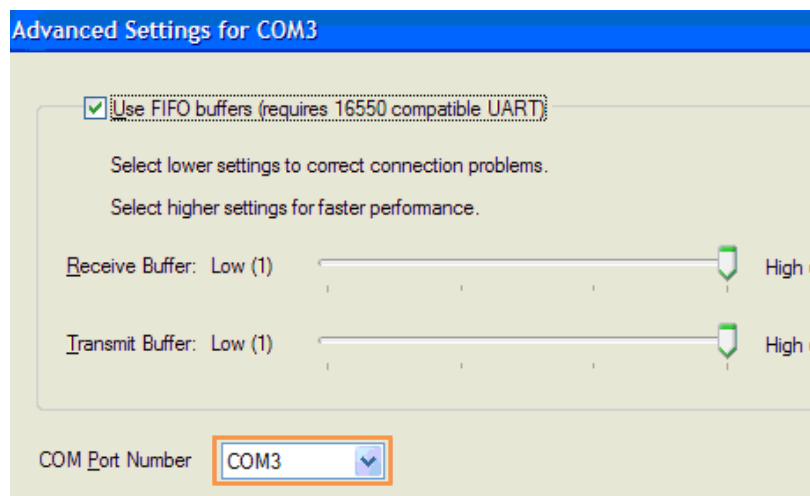 Advanced Settings for COM3
Use FIFO buffers (requires 16550 compatible UART)
Select lower settings to correct connection problems.
Select higher settings for faster performance.
Receive Buffer: Low (1) High
Transmit Buffer: Low (1) High
COM Port Number COM3